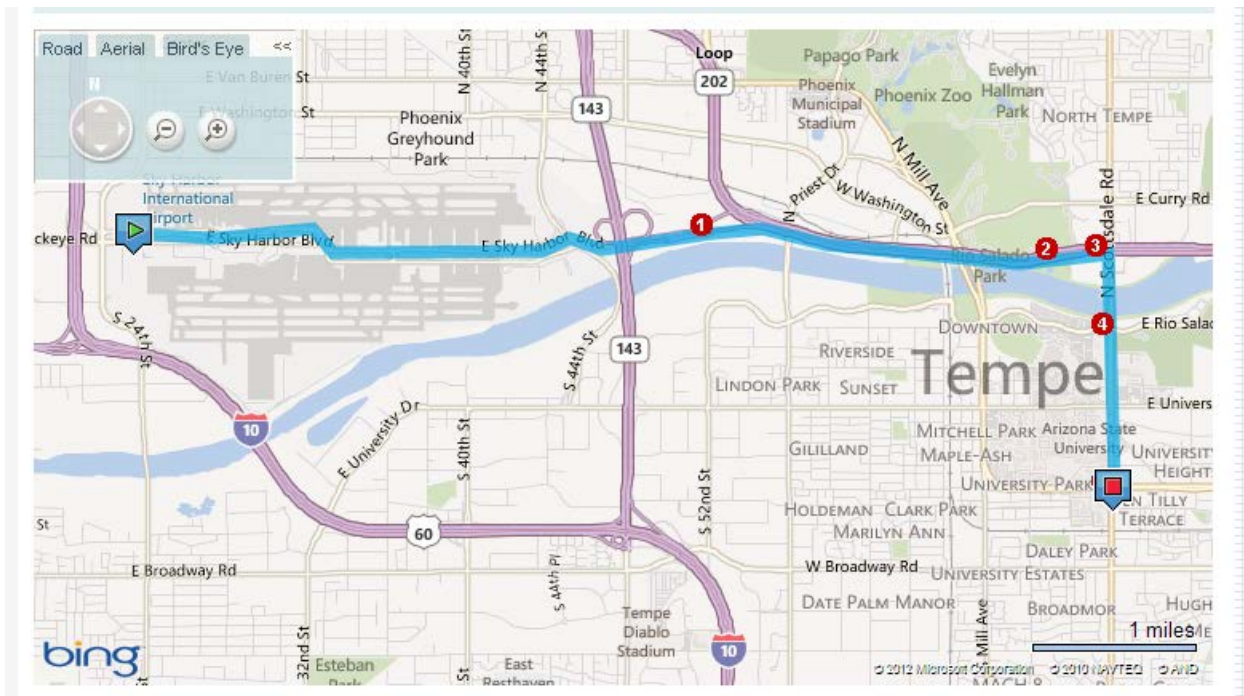 Road Aerial Bird's Eye <<
N
E Van Buren St
E Washington St
N 40th St
N 44th St
143
Loop
202
Papago Park
Phoenix
Municipal
Stadium
Phoenix Zoo
Evelyn
Hallman
Park
NORTH TEMPE
Phoenix
Greyhound
Park
N Mill Ave
N Priest Dr
W Washington St
N Scottsdale Rd
E Curry Rd
Sky Harbor
International
Airport
ckeye Rd
E Sky Harbor Blvd
E Sky Harbor Blvd
1
2
3
Rio Salado
Park
4
DOWNTOWN
E Rio Salad
S 24th St
S 44th St
143
RIVERSIDE
LINDON PARK
SUNSET
Tempe
E Univers
10
E University Dr
S 40th St
GILILLAND
MITCHELL PARK
MAPLE-ASH
Arizona State
University
UNIVERSITY
HEIGHT
UNIVERSITY PARK
EN TILLY
TERRACE
S 52nd St
HOLDEMAN
CLARK PARK
MARILYN ANN
St
60
E Broadway Rd
S 44th Pl
W Broadway Rd
DALEY PARK
UNIVERSITY ESTATES
DATE PALM MANOR
BROADMOR
HUGH
Tempe
Diablo
Stadium
10
S Mill Ave
1 miles
bing
32nd St
Esteban
Park
St
East
Resthaven
© 2012 Microsoft Corporation © 2010 NAVTEQ © AND
MACH 8